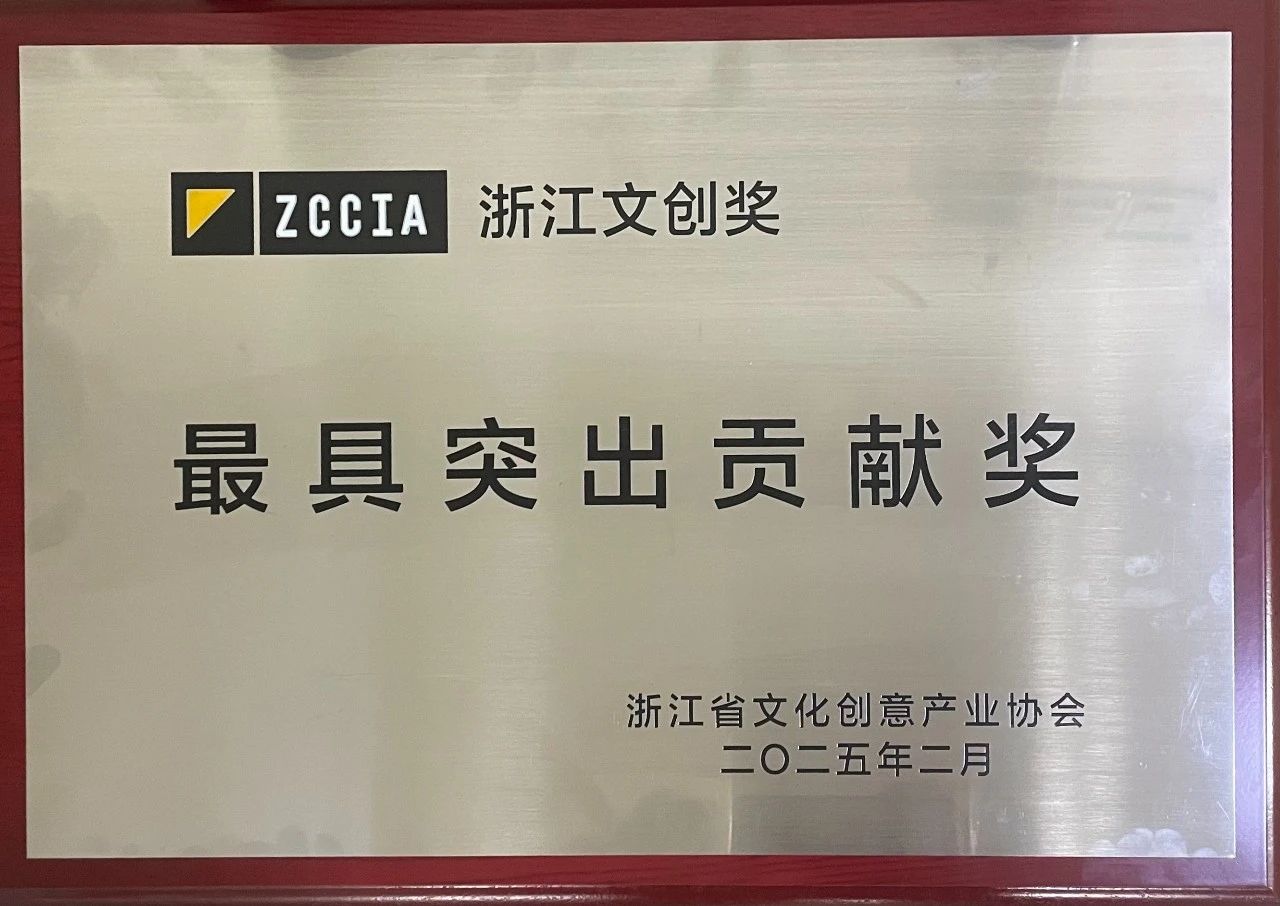 ZCCIA 浙江文创奖
最具突出贡献奖
浙江省文化创意产业协会
二〇二五年二月